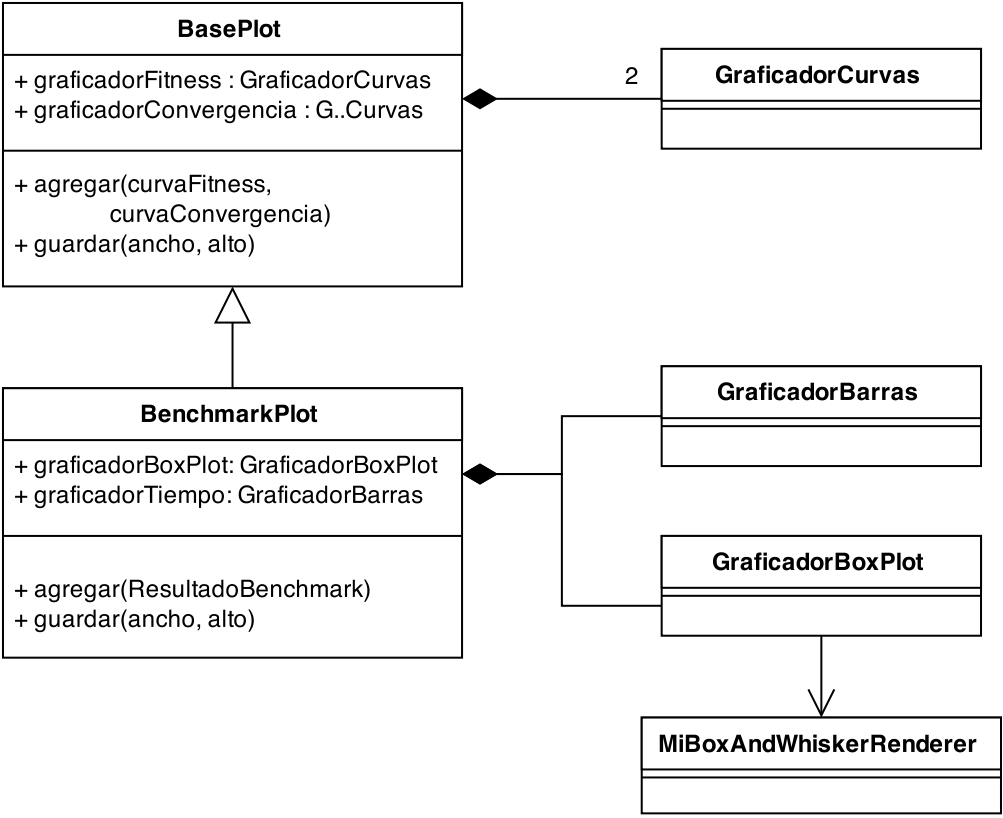 BasePlot
+ graficadorFitness : GraficadorCurvas
+ graficadorConvergencia : G..Curvas
+ agregar(curvaFitness,
curvaConvergencia)
+ guardar(ancho, alto)
2
GraficadorCurvas
BenchmarkPlot
+ graficadorBoxPlot: GraficadorBoxPlot
+ graficadorTiempo: GraficadorBarras
+ agregar(ResultadoBenchmark)
+ guardar(ancho, alto)
GraficadorBarras
GraficadorBoxPlot
MiBoxAndWhiskerRenderer